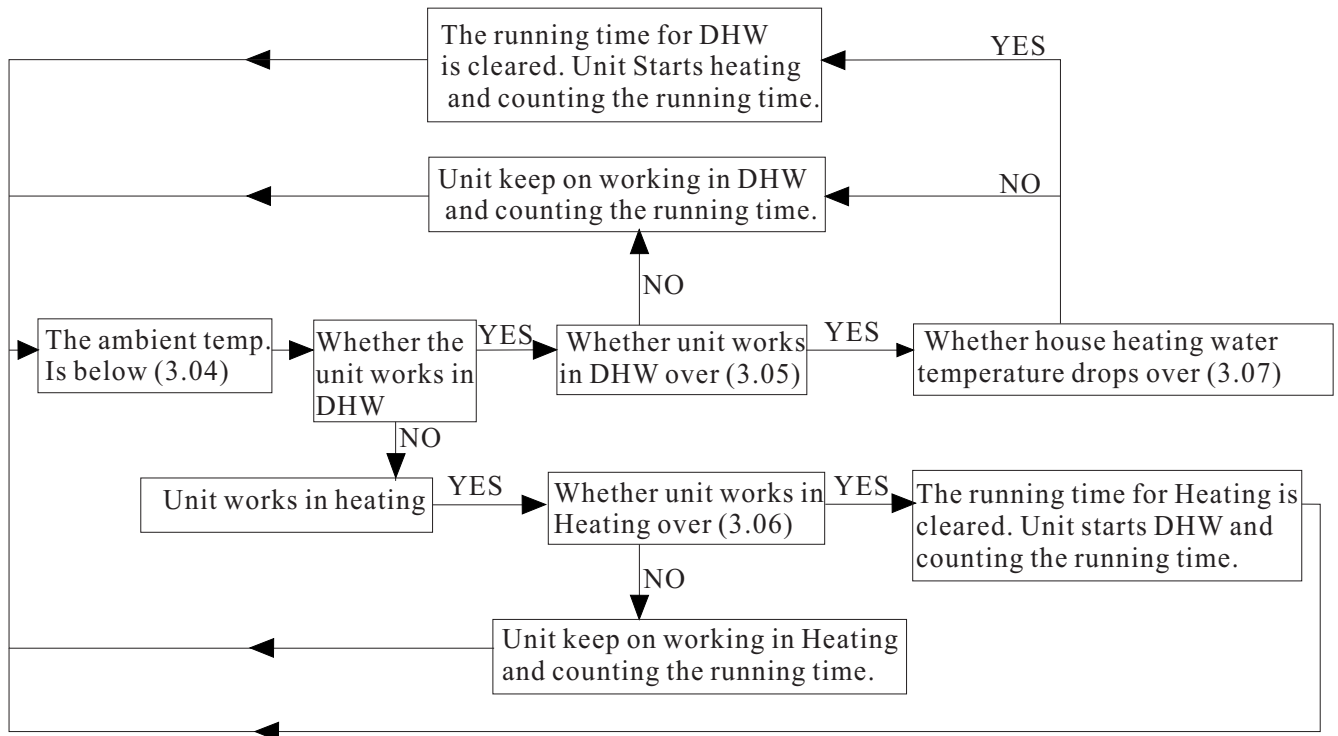 The running time for DHW
is cleared. Unit Starts heating
and counting the running time.
YES
Unit keep on working in DHW
and counting the running time.
NO
NO
The ambient temp.
Is below (3.04)
Whether the
unit works in
DHW
YES
Whether unit works
in DHW over (3.05)
YES
Whether house heating water
temperature drops over (3.07)
NO
Unit works in heating
YES
Whether unit works in
Heating over (3.06)
YES
The running time for Heating is
cleared. Unit starts DHW and
counting the running time.
NO
Unit keep on working in Heating
and counting the running time.